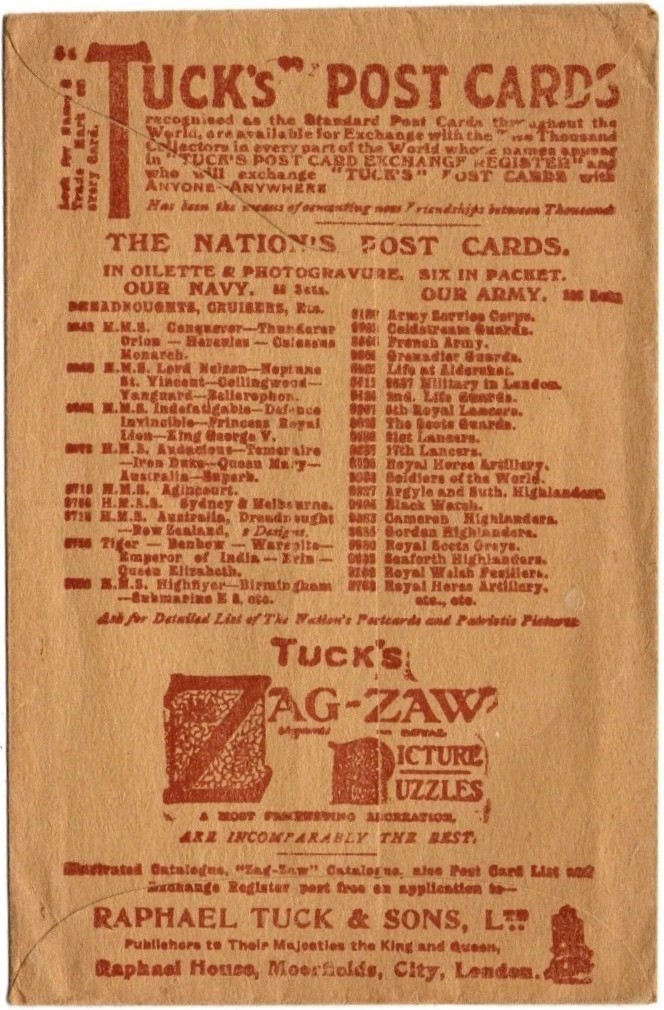 TUCK'S" POST CARDS
Look for Name &
Trade Mark on
every Card.
recognised as the Standard Post Cards throughout the
World, are available for Exchange with the Thousand
Collectors in every part of the World whose names appear
in "TUCK'S POST CARD EXCHANGE REGISTER" and
who will exchange "TUCK'S" POST CARDS with
ANYONE-ANYWHERE
Has been the means of cementing new Friendships between Thousands
THE NATION'S POST CARDS.
IN OILETTE & PHOTOGRAVURE. SIX IN PACKET.
OUR NAVY. Sets.
DREADNOUGHTS, CRUISERS, Etc.
H.M.S. Conqueror—Thunderer
Orion — Hercules — Colossus
Monarch.
H.M.S. Lord Nelson—Neptune
St. Vincent—Collingwood—
Vanguard—Bellerophon.
H.M.S. Indefatigable—Defence
Invincible—Princess Royal
Lion—King George V.
H.M.S. Audacious—Temeraire
—Iron Duke—Queen Mary—
Australia—Superb.
H.M.S. Agincourt.
H.M.A.S. Sydney & Melbourne.
H.M.S. Australia, Dreadnought
—New Zealand, Designs.
Tiger — Benbow — Warspite—
Emperor of India — Erin —
Queen Elizabeth.
H.M.S. Highflyer—Birmingham
—Submarine E etc.
OUR ARMY. Sets
Army Service Corps.
Coldstream Guards.
French Army.
Grenadier Guards.
Life at Aldershot.
Military in London.
2nd. Life Guards.
5th Royal Lancers.
The Scots Guards.
21st Lancers.
17th Lancers.
Royal Horse Artillery.
Soldiers of the World.
Argyle and Suth. Highlanders
Black Watch.
Cameron Highlanders.
Gordon Highlanders.
Royal Scots Greys.
Seaforth Highlanders.
Royal Welsh Fusiliers.
Royal Horse Artillery.
etc., etc.
Ask for Detailed List of The Nation's Postcards and Patriotic Pictures
TUCK'S
ZAG-ZAW
PICTURE
PUZZLES
A MOST RECREATION,
ARE INCOMPARABLY THE BEST.
Illustrated Catalogue, "Zag-Zaw" Catalogue, also Post Card List and
Exchange Register post free on application to—
RAPHAEL TUCK & SONS, LTD
Publishers to Their Majesties the King and Queen,
Raphael House, Moorfields, City, London.